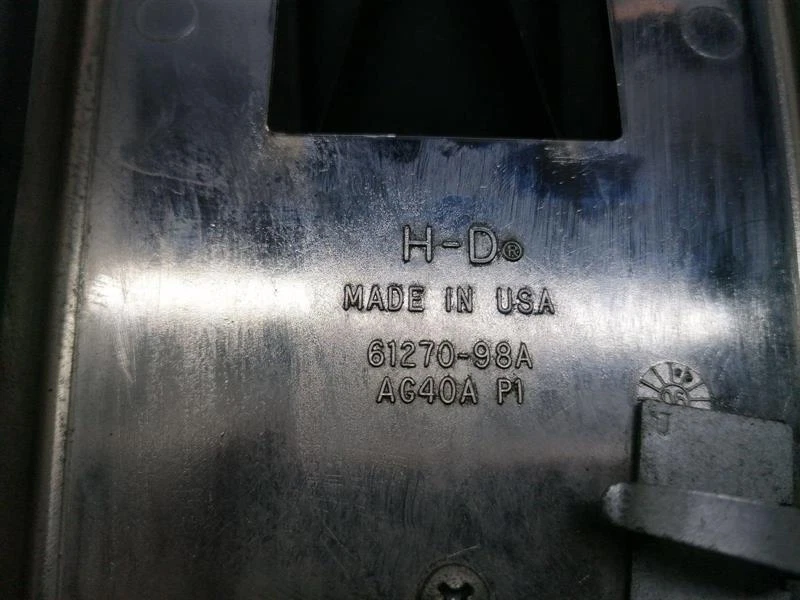 H-D®
MADE IN USA
61270-98A
AG40A P1